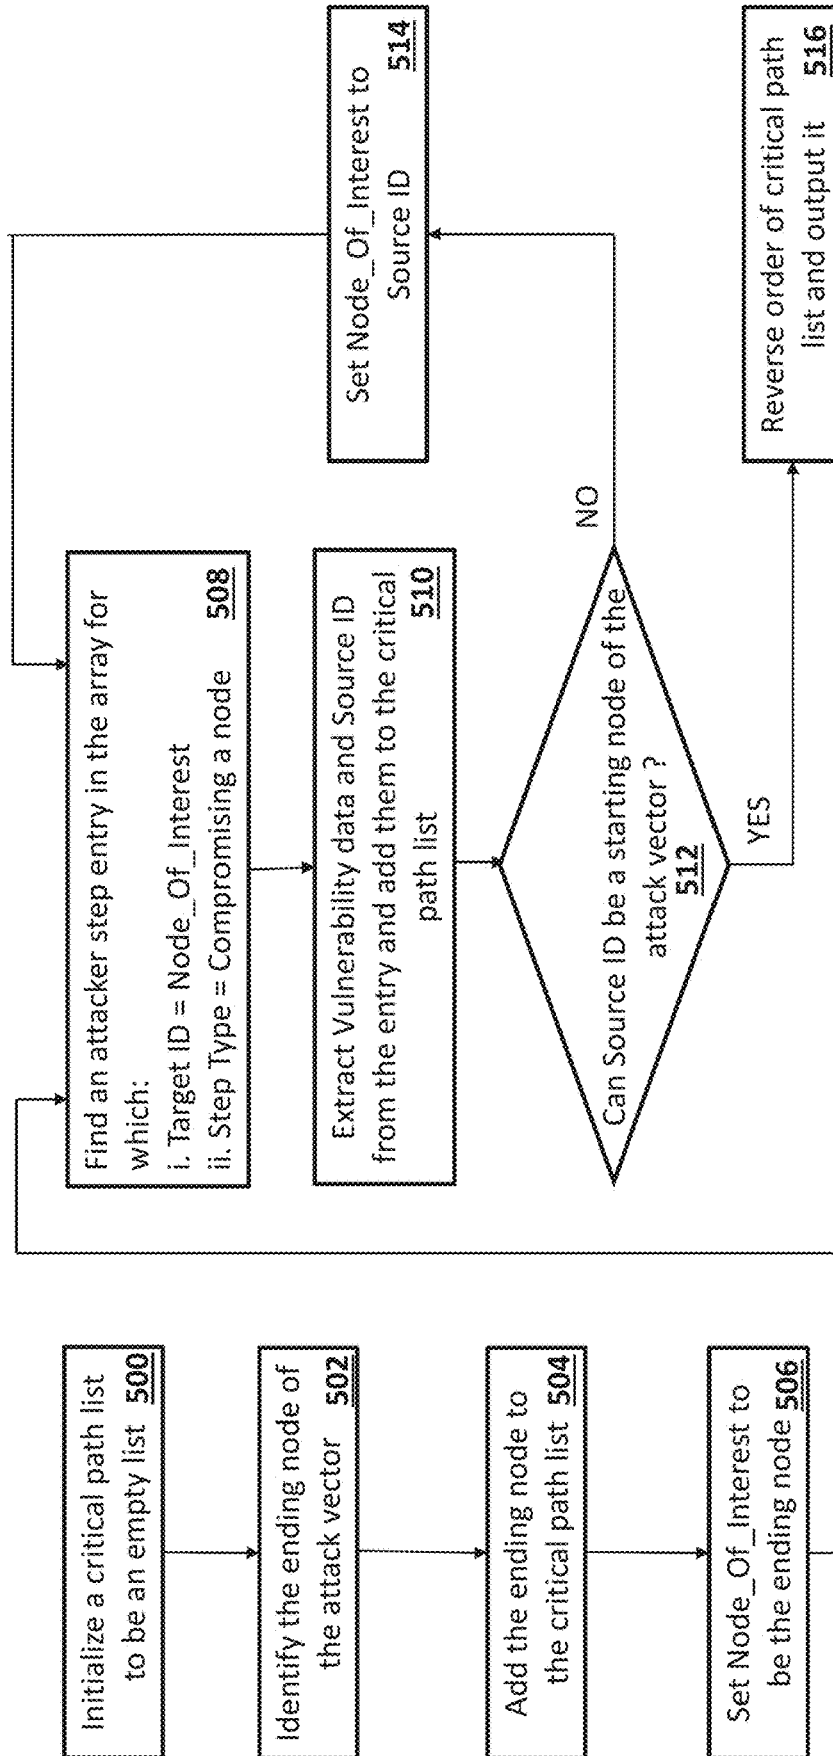 Initialize a critical path list
to be an empty list 500
Identify the ending node of
the attack vector 502
Add the ending node to
the critical path list 504
Set Node_Of_Interest to
be the ending node 506
Find an attacker step entry in the array for
which:
i. Target ID = Node_Of_Interest
ii. Step Type = Compromising a node 508
Extract Vulnerability data and Source ID
from the entry and add them to the critical
path list 510
Can Source ID be a starting node of the
attack vector ?
512
NO
YES
Set Node_Of_Interest to
Source ID 514
Reverse order of critical path
list and output it 516